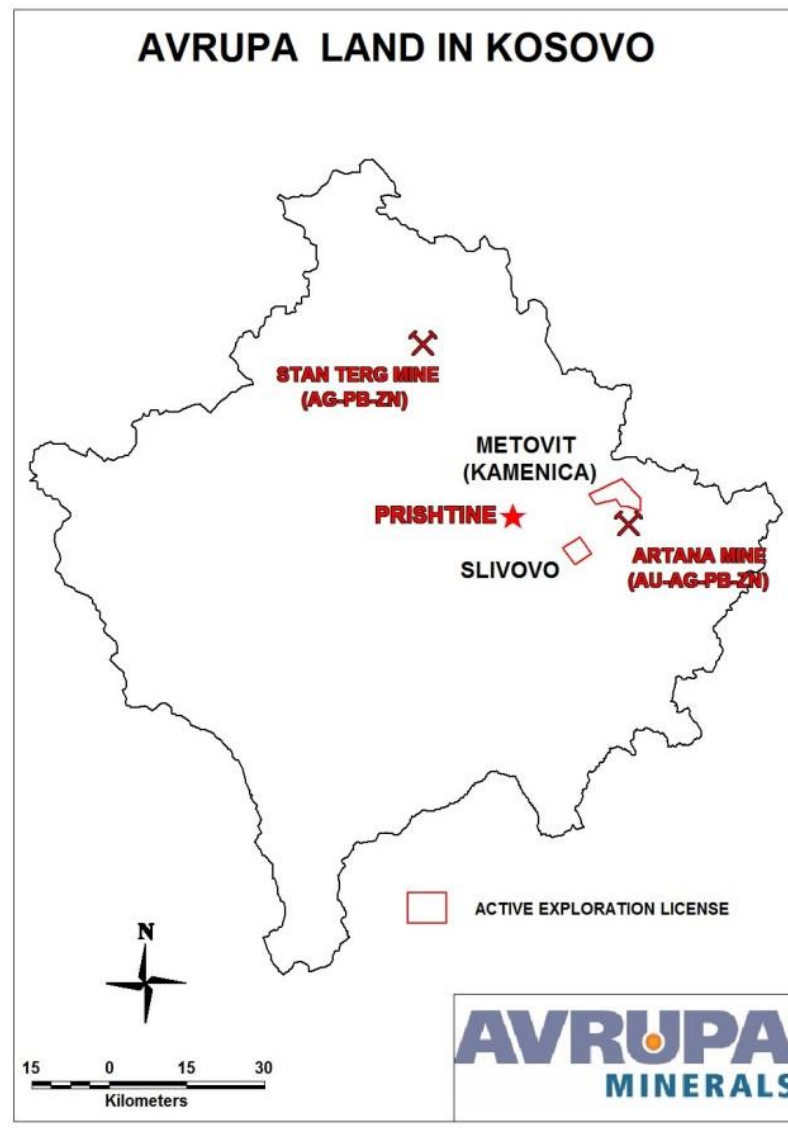 AVRUPA LAND IN KOSOVO
STAN TERG MINE
(AG-PB-ZN)
METOVIT
(KAMENICA)
PRISHTINE
SLIVOVO
ARTANA MINE
(AU-AG-PB-ZN)
ACTIVE EXPLORATION LICENSE
N
15 0 15 30
Kilometers
AVRUPA
MINERALS